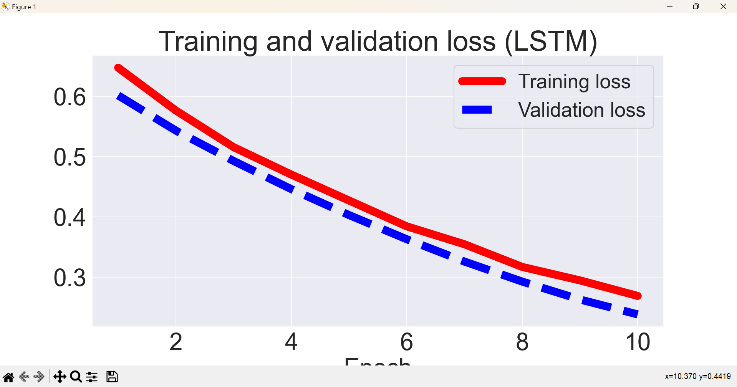 Figure 1
Training and validation loss (LSTM)
Training loss
Validation loss
0.6
0.5
0.4
0.3
2 4 6 8 10
Epoch
x=10.370 y=0.4419